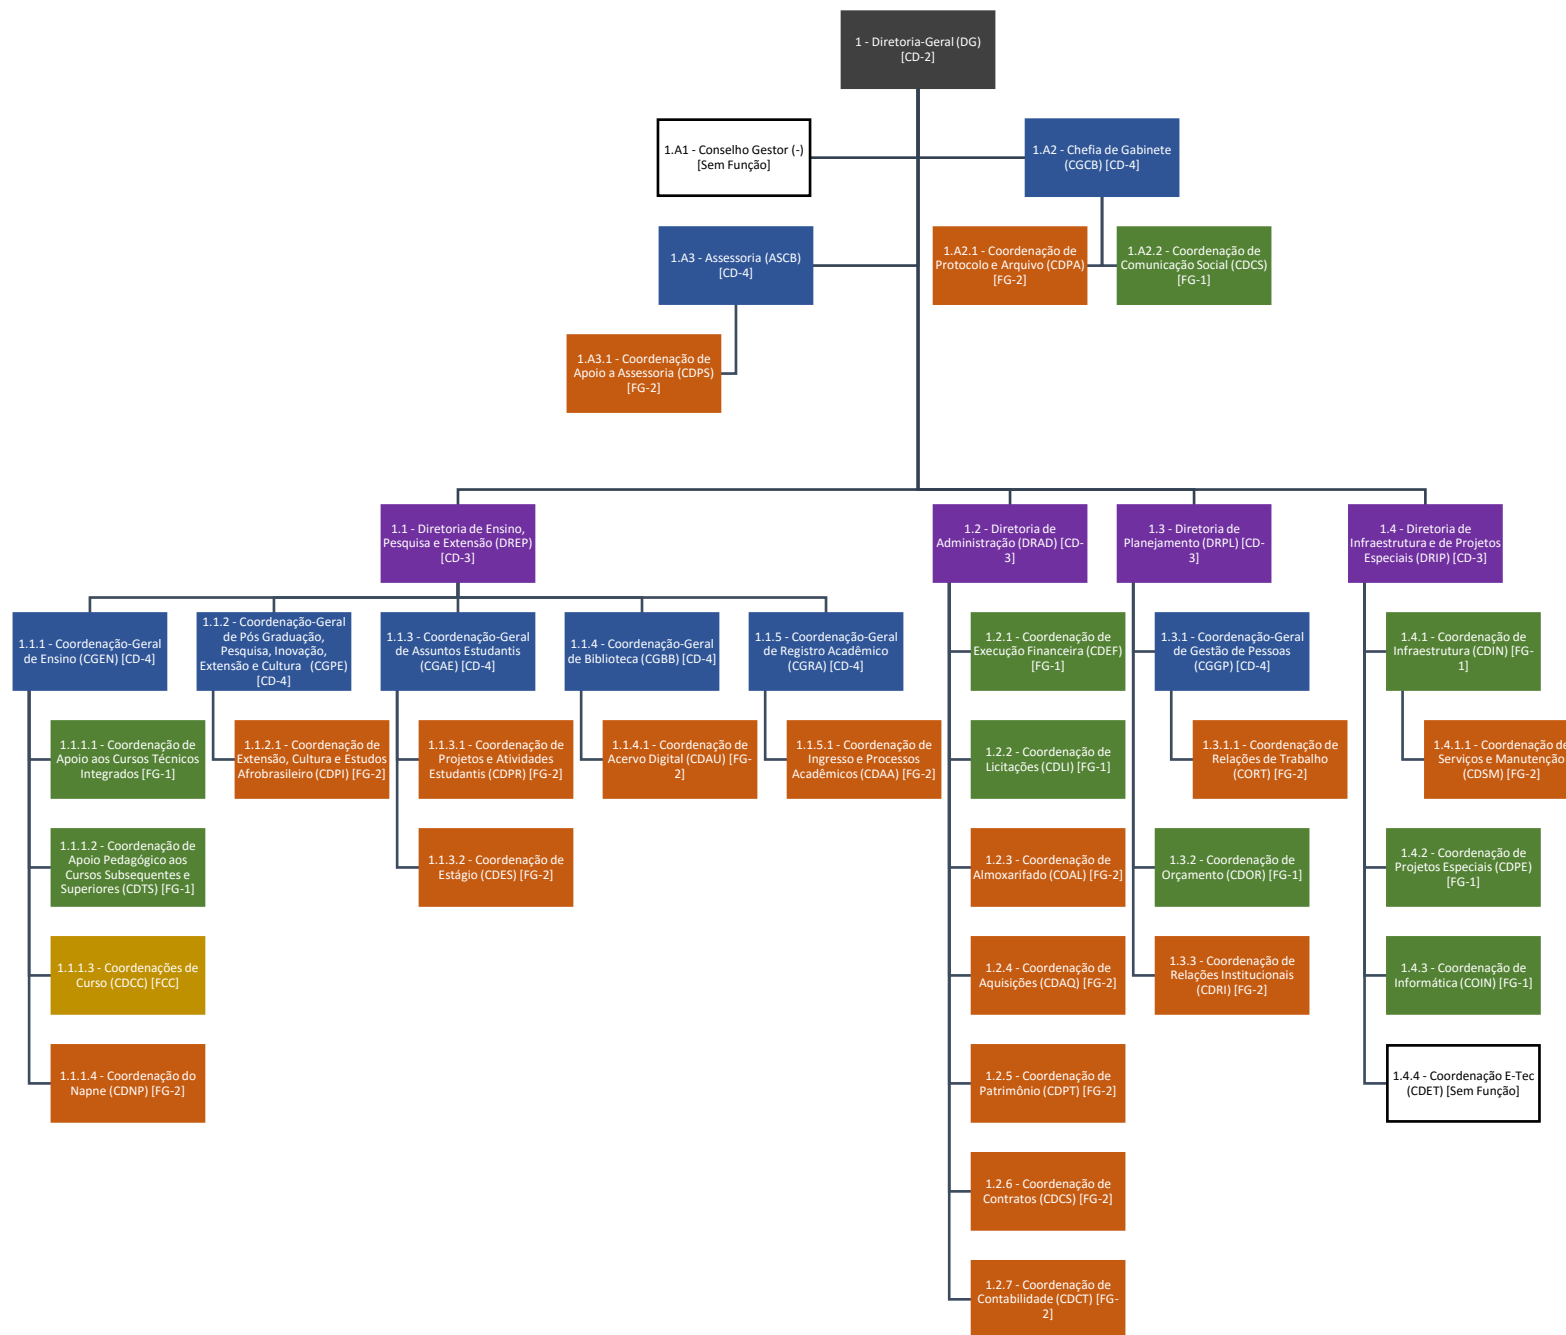 1 - Diretoria-Geral (DG)
[CD-2]
1.A1 - Conselho Gestor (-)
[Sem Função]
1.A2 - Chefia de Gabinete
(CGCB) [CD-4]
1.A3 - Assessoria (ASCB)
[CD-4]
1.A2.1 - Coordenação de
Protocolo e Arquivo (CDPA)
[FG-2]
1.A2.2 - Coordenação de
Comunicação Social (CDCS)
[FG-1]
1.A3.1 - Coordenação de
Apoio a Assessoria (CDPS)
[FG-2]
1.1 - Diretoria de Ensino,
Pesquisa e Extensão (DREP)
[CD-3]
1.2 - Diretoria de
Administração (DRAD) [CD-
3]
1.3 - Diretoria de
Planejamento (DRPL) [CD-
3]
1.4 - Diretoria de
Infraestrutura e de Projetos
Especiais (DRIP) [CD-3]
1.1.1 - Coordenação-Geral
de Ensino (CGEN) [CD-4]
1.1.2 - Coordenação-Geral
de Pós Graduação,
Pesquisa, Inovação,
Extensão e Cultura (CGPE)
[CD-4]
1.1.3 - Coordenação-Geral
de Assuntos Estudantis
(CGAE) [CD-4]
1.1.4 - Coordenação-Geral
de Biblioteca (CGBB) [CD-4]
1.1.5 - Coordenação-Geral
de Registro Acadêmico
(CGRA) [CD-4]
1.2.1 - Coordenação de
Execução Financeira (CDEF)
[FG-1]
1.3.1 - Coordenação-Geral
de Gestão de Pessoas
(CGGP) [CD-4]
1.4.1 - Coordenação de
Infraestrutura (CDIN) [FG-
1]
1.1.1.1 - Coordenação de
Apoio aos Cursos Técnicos
Integrados [FG-1]
1.1.2.1 - Coordenação de
Extensão, Cultura e Estudos
Afrobrasileiro (CDPI) [FG-2]
1.1.3.1 - Coordenação de
Projetos e Atividades
Estudantis (CDPR) [FG-2]
1.1.4.1 - Coordenação de
Acervo Digital (CDAU) [FG-
2]
1.1.5.1 - Coordenação de
Ingresso e Processos
Acadêmicos (CDAA) [FG-2]
1.2.2 - Coordenação de
Licitações (CDLI) [FG-1]
1.3.1.1 - Coordenação de
Relações de Trabalho
(CORT) [FG-2]
1.4.1.1 - Coordenação de
Serviços e Manutenção
(CDSM) [FG-2]
1.1.1.2 - Coordenação de
Apoio Pedagógico aos
Cursos Subsequentes e
Superiores (CDTS) [FG-1]
1.1.3.2 - Coordenação de
Estágio (CDES) [FG-2]
1.2.3 - Coordenação de
Almoxarifado (COAL) [FG-2]
1.3.2 - Coordenação de
Orçamento (CDOR) [FG-1]
1.4.2 - Coordenação de
Projetos Especiais (CDPE)
[FG-1]
1.1.1.3 - Coordenações de
Curso (CDCC) [FCC]
1.2.4 - Coordenação de
Aquisições (CDAQ) [FG-2]
1.3.3 - Coordenação de
Relações Institucionais
(CDRI) [FG-2]
1.4.3 - Coordenação de
Informática (COIN) [FG-1]
1.1.1.4 - Coordenação do
Napne (CDNP) [FG-2]
1.2.5 - Coordenação de
Patrimônio (CDPT) [FG-2]
1.4.4 - Coordenação E-Tec
(CDET) [Sem Função]
1.2.6 - Coordenação de
Contratos (CDCS) [FG-2]
1.2.7 - Coordenação de
Contabilidade (CDCT) [FG-
2]